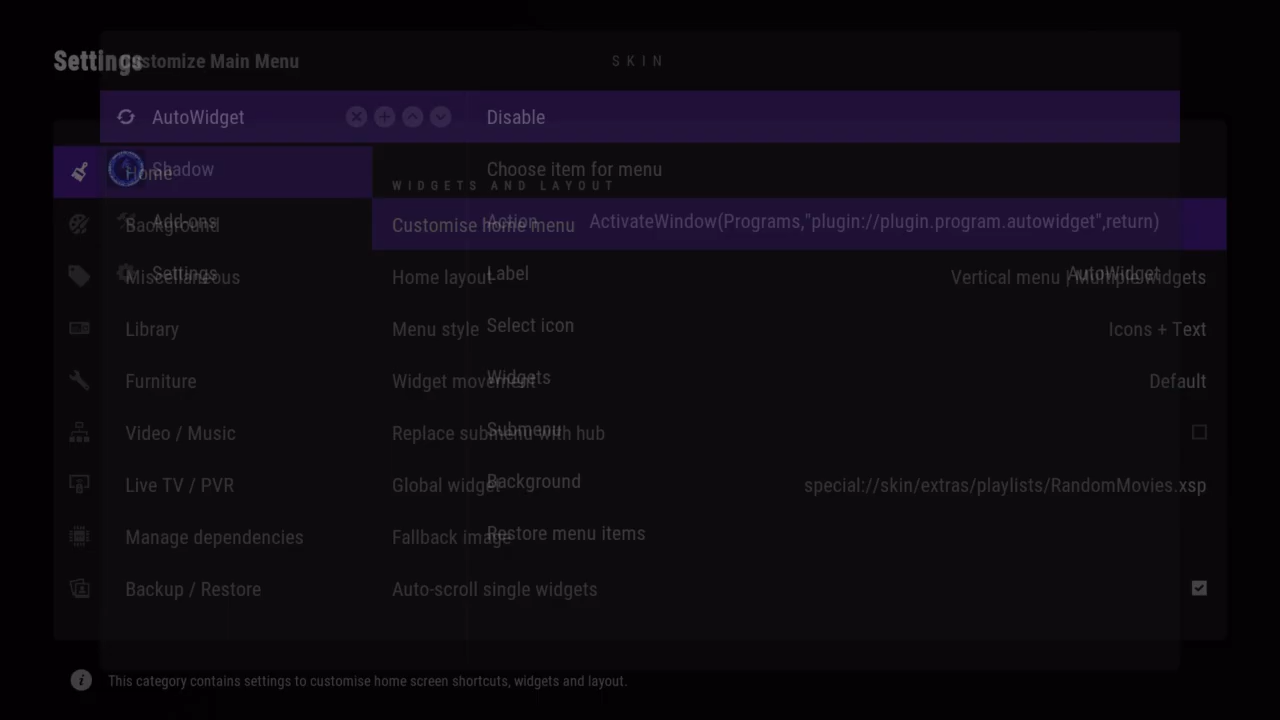 Settings
Customize Main Menu
SKIN
AutoWidget
Disable
Shadow
Home
Choose item for menu
WIDGETS AND LAYOUT
Add-ons
Background
Customise home menu
Action
ActivateWindow(Programs,"plugin://plugin.program.autowidget",return)
Settings
Miscellaneous
Home layout
Label
AutoWidget
Vertical menu | Multiple widgets
Library
Menu style
Select icon
Icons + Text
Furniture
Widget movement
Widgets
Default
Video / Music
Replace submenu with hub
Submenu
Live TV / PVR
Global widget
Background
special://skin/extras/playlists/RandomMovies.xsp
Manage dependencies
Fallback image
Restore menu items
Backup / Restore
Auto-scroll single widgets
This category contains settings to customise home screen shortcuts, widgets and layout.